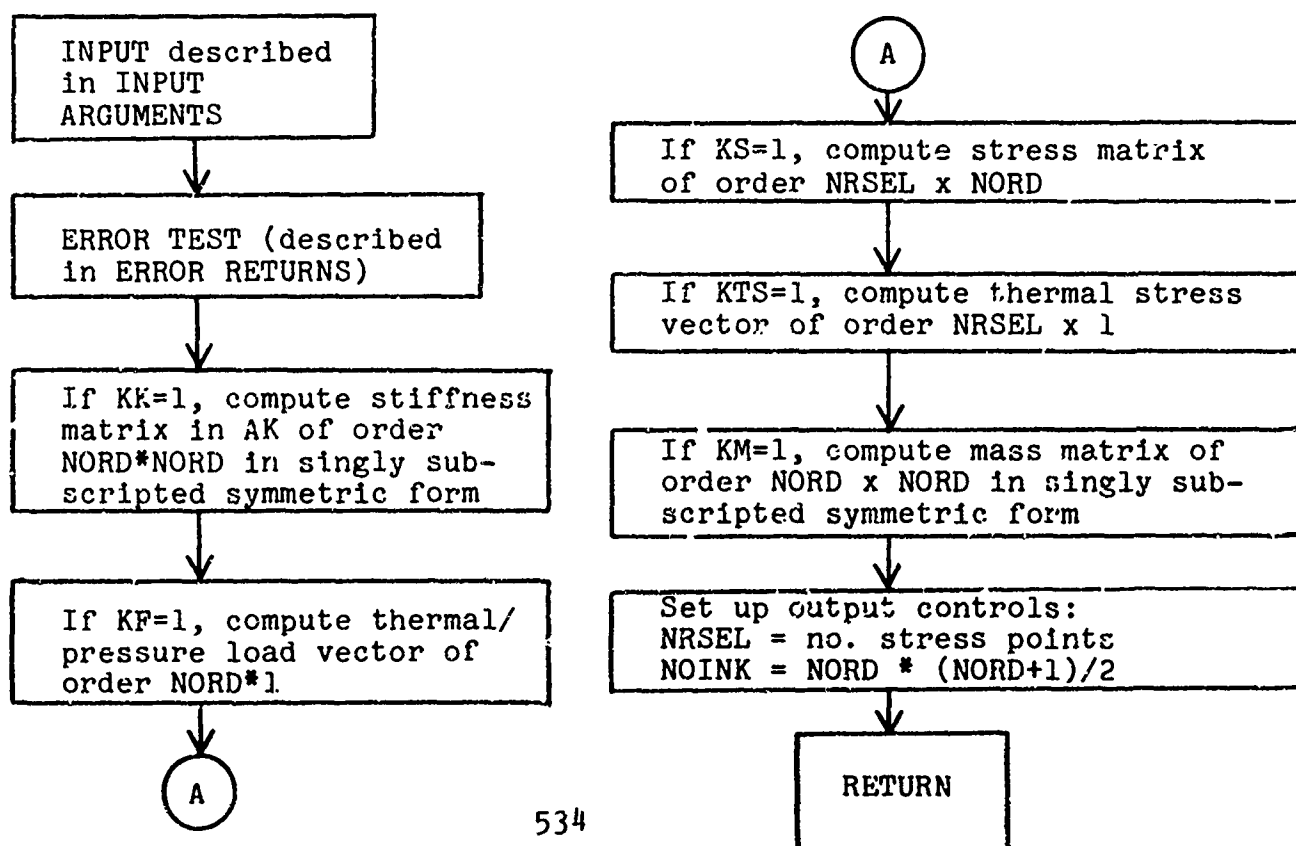 INPUT described
in INPUT
ARGUMENTS
ERROR TEST (described
in ERROR RETURNS)
If KK=1, compute stiffness
matrix in AK of order
NORD*NORD in singly sub-
scripted symmetric form
If KF=1, compute thermal/
pressure load vector of
order NORD*1
A
A
If KS=1, compute stress matrix
of order NRSEL x NORD
If KTS=1, compute thermal stress
vector of order NRSEL x 1
If KM=1, compute mass matrix of
order NORD x NORD in singly sub-
scripted symmetric form
Set up output controls:
NRSEL = no. stress points
NOINK = NORD * (NORD+1)/2
RETURN
534